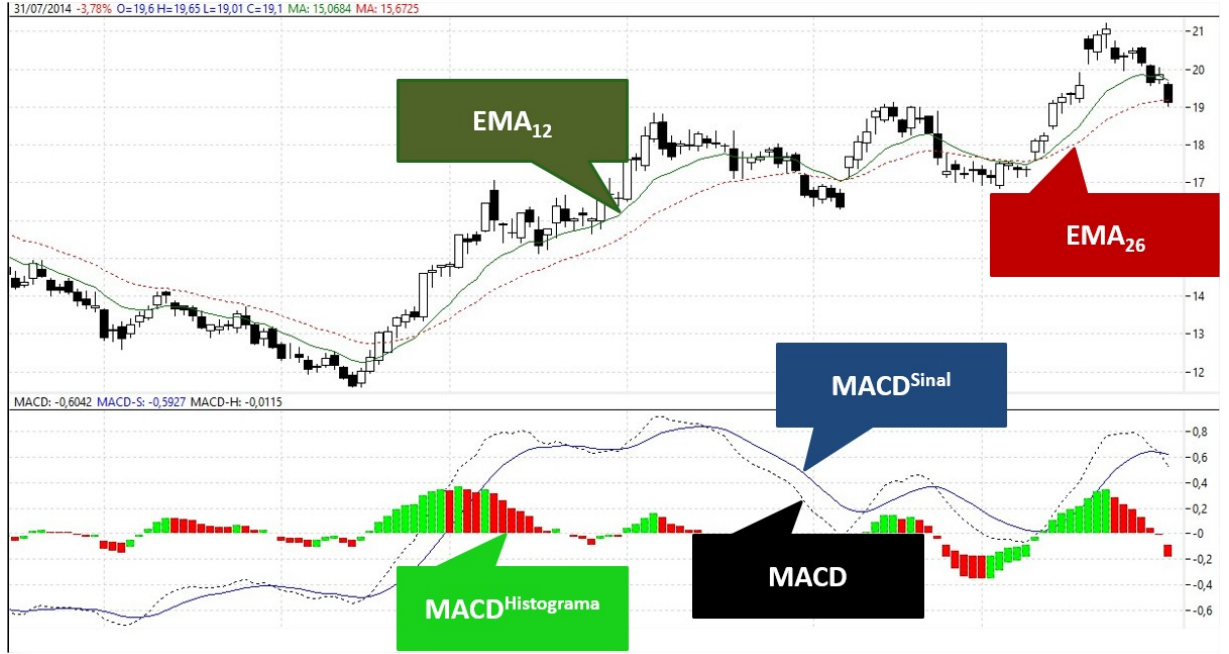 31/07/2014 -3,78% O=19,6 H=19,65 L=19,01 C=19,1 MA: 15,0684 MA: 15,6725
21
20
EMA12
19
18
17
EMA26
14
13
12
MACDSinal
MACD: -0,6042 MACD-S: -0,5927 MACD-H: -0,0115
0,8
0,6
0,4
0,2
-0
-0,2
MACD
-0,4
MACDHistograma
-0,6